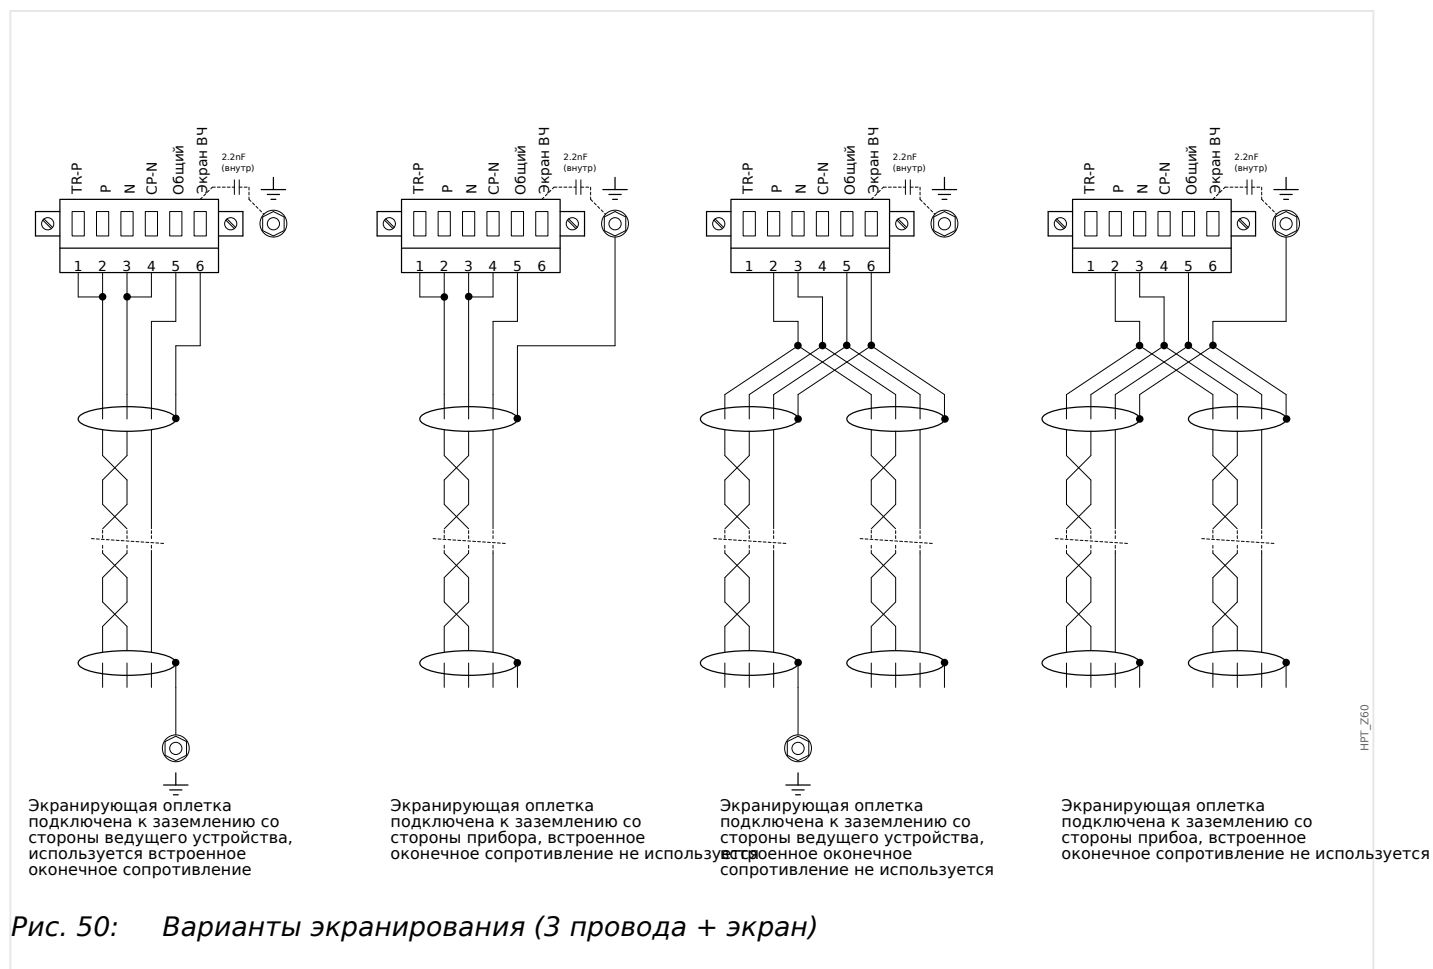 TR-P P N CP-N Общий Экран ВЧ 2.2nF (внутр)
1 2 3 4 5 6
TR-P P N CP-N Общий Экран ВЧ 2.2nF (внутр)
1 2 3 4 5 6
TR-P P N CP-N Общий Экран ВЧ 2.2nF (внутр)
1 2 3 4 5 6
TR-P P N CP-N Общий Экран ВЧ 2.2nF (внутр)
1 2 3 4 5 6
HPT_Z60
Экранирующая оплетка
подключена к заземлению со
стороны ведущего устройства,
используется встроенное
оконечное сопротивление
Экранирующая оплетка
подключена к заземлению со
стороны прибора, встроенное
оконечное сопротивление не используется
Экранирующая оплетка
подключена к заземлению со
стороны ведущего устройства,
встроенное оконечное
сопротивление не используется
Экранирующая оплетка
подключена к заземлению со
стороны прибоа, встроенное
оконечное сопротивление не используется
Рис. 50: Варианты экранирования (3 провода + экран)